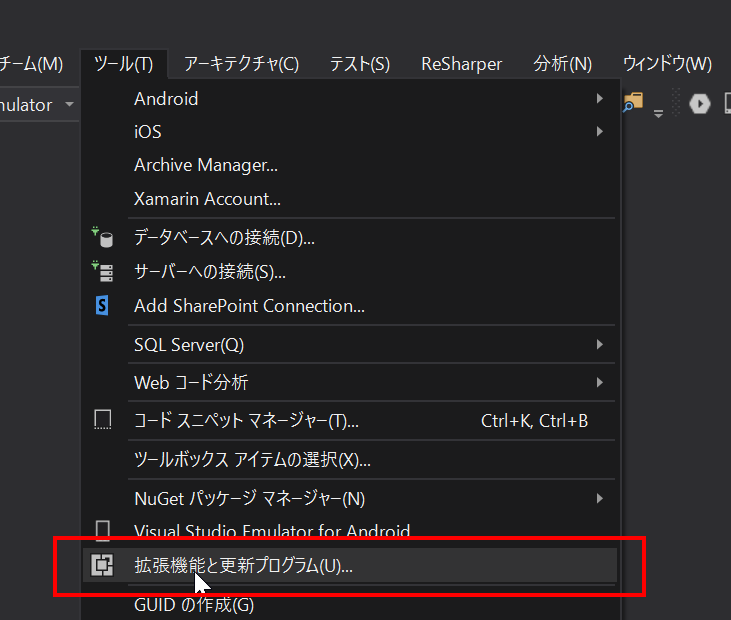 チーム(M) ツール(T) アーキテクチャ(C) テスト(S) ReSharper 分析(N) ウィンドウ(W)
nulator
Android
iOS
Archive Manager...
Xamarin Account...
データベースへの接続(D)...
サーバーへの接続(S)...
Add SharePoint Connection...
SQL Server(Q)
Web コード分析
コード スニペット マネージャー(T)... Ctrl+K, Ctrl+B
ツールボックス アイテムの選択(X)...
NuGet パッケージ マネージャー(N)
Visual Studio Emulator for Android
拡張機能と更新プログラム(U)...
GUID の作成(G)